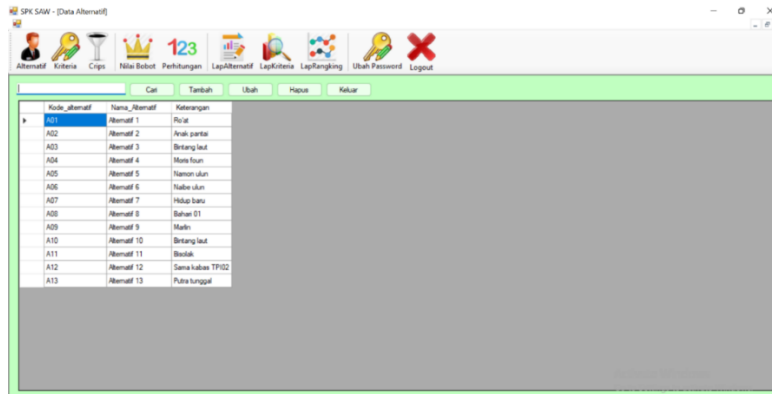 SPK SAW - [Data Alternatif]
Alternatif Kriteria Crips Nilai Bobot Perhitungan LapAlternatif LapKriteria LapRangking Ubah Password Logout
123
Cari Tambah Ubah Hapus Keluar
Kode_alternatif Nama_Alternatif Keterangan
A01 Alternatif 1 Ro'at
A02 Alternatif 2 Anak pantai
A03 Alternatif 3 Bintang laut
A04 Alternatif 4 Moris foun
A05 Alternatif 5 Namon ulun
A06 Alternatif 6 Naibe ulun
A07 Alternatif 7 Hidup baru
A08 Alternatif 8 Bahari 01
A09 Alternatif 9 Marlin
A10 Alternatif 10 Bintang laut
A11 Alternatif 11 Bisolak
A12 Alternatif 12 Sama kabas TPI02
A13 Alternatif 13 Putra tunggal